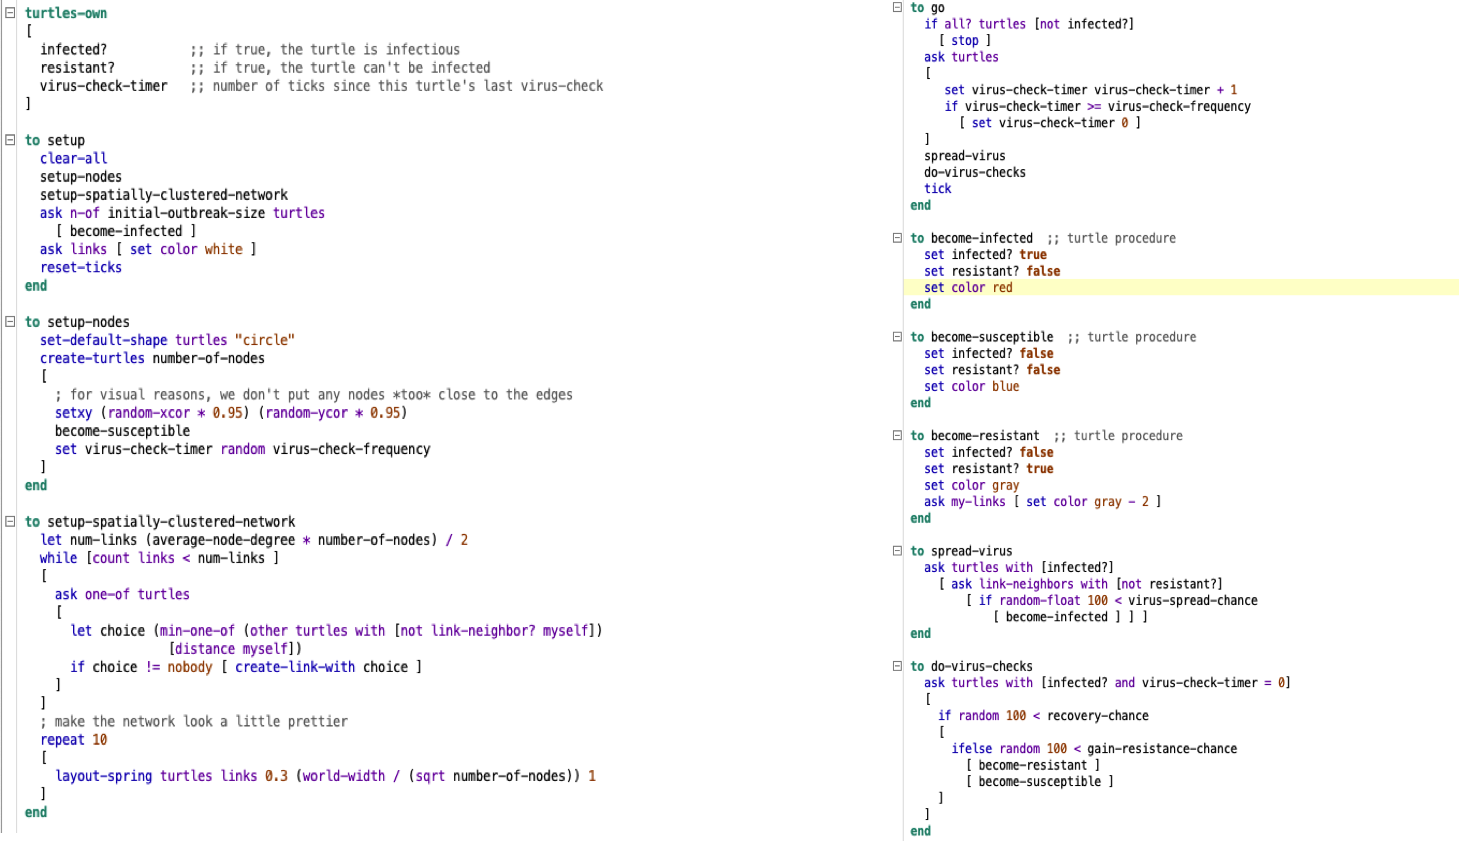 turtles-own
[
  infected?           ;; if true, the turtle is infectious
  resistant?          ;; if true, the turtle can't be infected
  virus-check-timer   ;; number of ticks since this turtle's last virus-check
]
to setup
  clear-all
  setup-nodes
  setup-spatially-clustered-network
  ask n-of initial-outbreak-size turtles
    [ become-infected ]
  ask links [ set color white ]
  reset-ticks
end
to setup-nodes
  set-default-shape turtles "circle"
  create-turtles number-of-nodes
  [
    ; for visual reasons, we don't put any nodes *too* close to the edges
    setxy (random-xcor * 0.95) (random-ycor * 0.95)
    become-susceptible
    set virus-check-timer random virus-check-frequency
  ]
end
to setup-spatially-clustered-network
  let num-links (average-node-degree * number-of-nodes) / 2
  while [count links < num-links ]
  [
    ask one-of turtles
    [
      let choice (min-one-of (other turtles with [not link-neighbor? myself])
                   [distance myself])
      if choice != nobody [ create-link-with choice ]
    ]
  ]
  ; make the network look a little prettier
  repeat 10
  [
    layout-spring turtles links 0.3 (world-width / (sqrt number-of-nodes)) 1
  ]
end
to go
  if all? turtles [not infected?]
    [ stop ]
  ask turtles
  [
     set virus-check-timer virus-check-timer + 1
     if virus-check-timer >= virus-check-frequency
       [ set virus-check-timer 0 ]
  ]
  spread-virus
  do-virus-checks
  tick
end
to become-infected  ;; turtle procedure
  set infected? true
  set resistant? false
  set color red
end
to become-susceptible  ;; turtle procedure
  set infected? false
  set resistant? false
  set color blue
end
to become-resistant  ;; turtle procedure
  set infected? false
  set resistant? true
  set color gray
  ask my-links [ set color gray - 2 ]
end
to spread-virus
  ask turtles with [infected?]
    [ ask link-neighbors with [not resistant?]
        [ if random-float 100 < virus-spread-chance
            [ become-infected ] ] ]
end
to do-virus-checks
  ask turtles with [infected? and virus-check-timer = 0]
  [
    if random 100 < recovery-chance
    [
      ifelse random 100 < gain-resistance-chance
        [ become-resistant ]
        [ become-susceptible ]
    ]
  ]
end